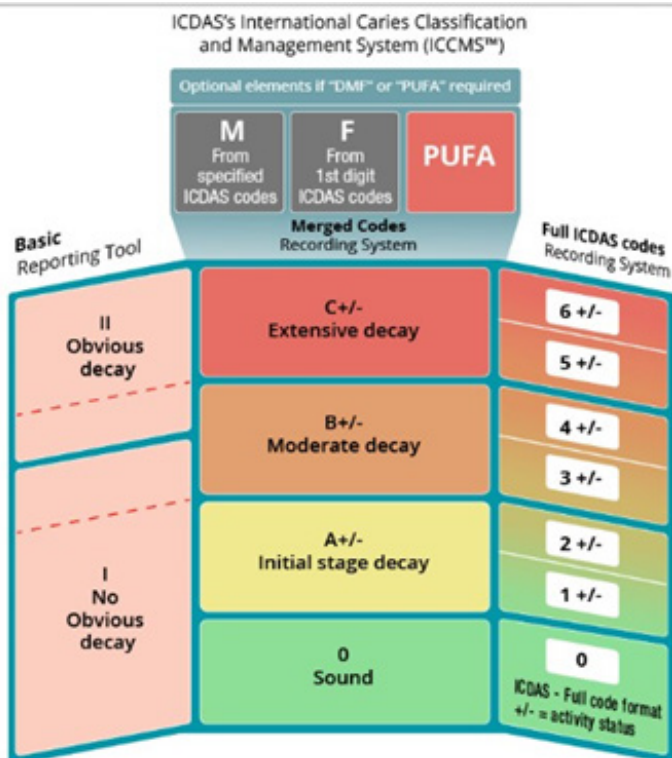 ICDAS's International Caries Classification
and Management System (ICCMS™)
Optional elements if "DMF" or "PUFA" required
M
From
specified
ICDAS codes
F
From
1st digit
ICDAS codes
PUFA
Merged Codes
Recording System
Basic
Reporting Tool
Full ICDAS codes
Recording System
II
Obvious
decay
I
No
Obvious
decay
C+/-
Extensive decay
B+/-
Moderate decay
A+/-
Initial stage decay
0
Sound
6 +/-
5 +/-
4 +/-
3 +/-
2 +/-
1 +/-
0
ICDAS - Full code format
+/- = activity status